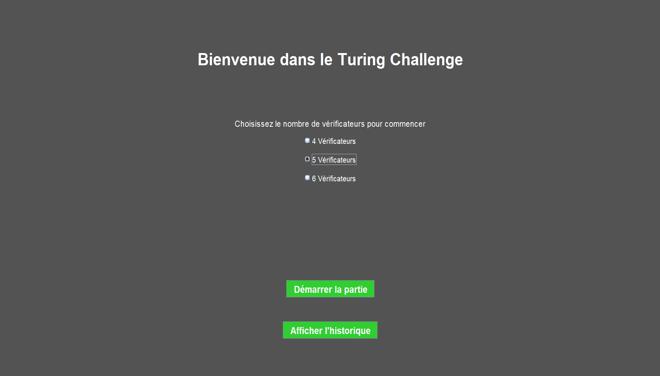 Bienvenue dans le Turing Challenge
Choisissez le nombre de vérificateurs pour commencer
4 Vérificateurs
5 Vérificateurs
6 Vérificateurs
Démarrer la partie
Afficher l'historique